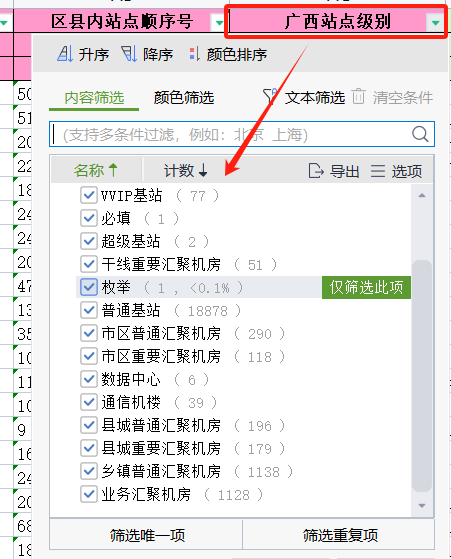 区县内站点顺序号 广西站点级别
升序 降序 颜色排序
内容筛选 颜色筛选 文本筛选 清空条件
(支持多条件过滤，例如：北京 上海)
名称 计数 导出 选项
VVIP基站 ( 77 )
必填 ( 1 )
超级基站 ( 2 )
干线重要汇聚机房 ( 51 )
枚举 ( 1 , <0.1% ) 仅筛选此项
普通基站 ( 18878 )
市区普通汇聚机房 ( 290 )
市区重要汇聚机房 ( 118 )
数据中心 ( 6 )
通信机楼 ( 39 )
县城普通汇聚机房 ( 196 )
县城重要汇聚机房 ( 179 )
乡镇普通汇聚机房 ( 1138 )
业务汇聚机房 ( 1128 )
筛选唯一项 筛选重复项